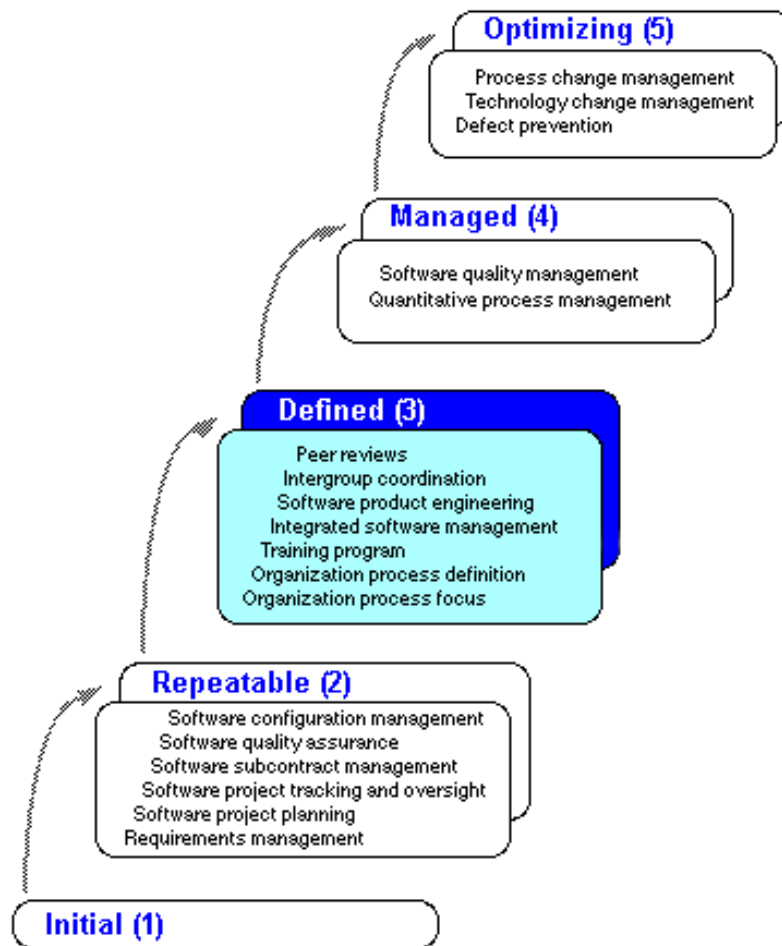 Optimizing (5)
Process change management
Technology change management
Defect prevention
Managed (4)
Software quality management
Quantitative process management
Defined (3)
Peer reviews
Intergroup coordination
Software product engineering
Integrated software management
Training program
Organization process definition
Organization process focus
Repeatable (2)
Software configuration management
Software quality assurance
Software subcontract management
Software project tracking and oversight
Software project planning
Requirements management
Initial (1)